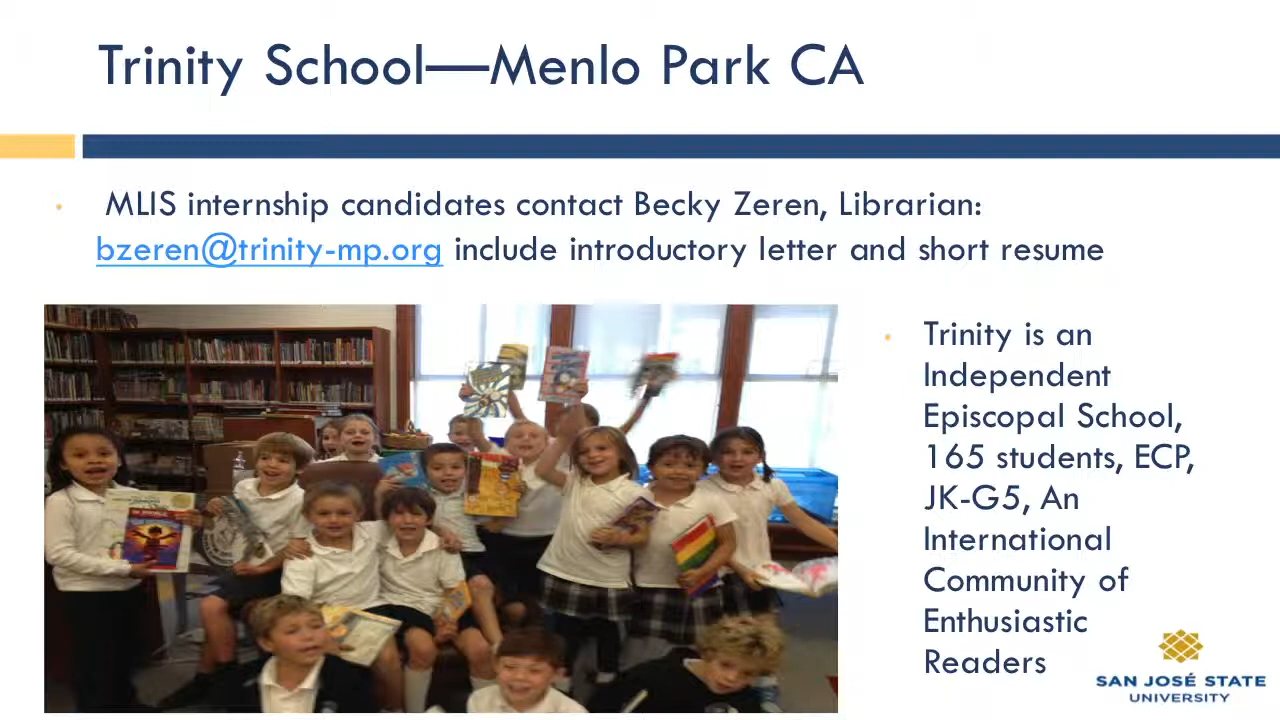 Trinity School—Menlo Park CA
MLIS internship candidates contact Becky Zeren, Librarian:
bzeren@trinity-mp.org include introductory letter and short resume
Trinity is an
Independent
Episcopal School,
165 students, ECP,
JK-G5, An
International
Community of
Enthusiastic
Readers
SAN JOSÉ STATE
UNIVERSITY